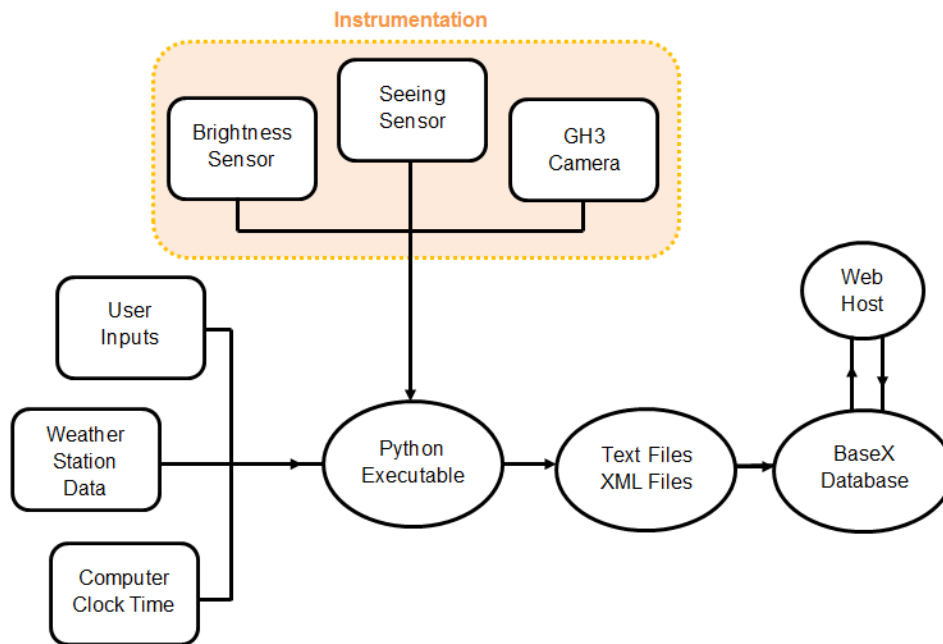 Instrumentation
Brightness
Sensor
Seeing
Sensor
GH3
Camera
User
Inputs
Weather
Station
Data
Computer
Clock Time
Python
Executable
Text Files
XML Files
BaseX
Database
Web
Host